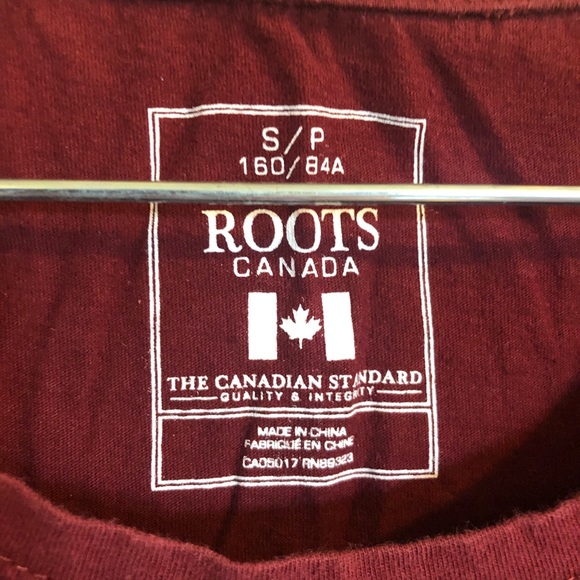 S/P
160/84A
ROOTS
CANADA
THE CANADIAN STANDARD
QUALITY & INTEGRITY
MADE IN CHINA
FABRIQUÉ EN CHINE
CA05017 RN89323